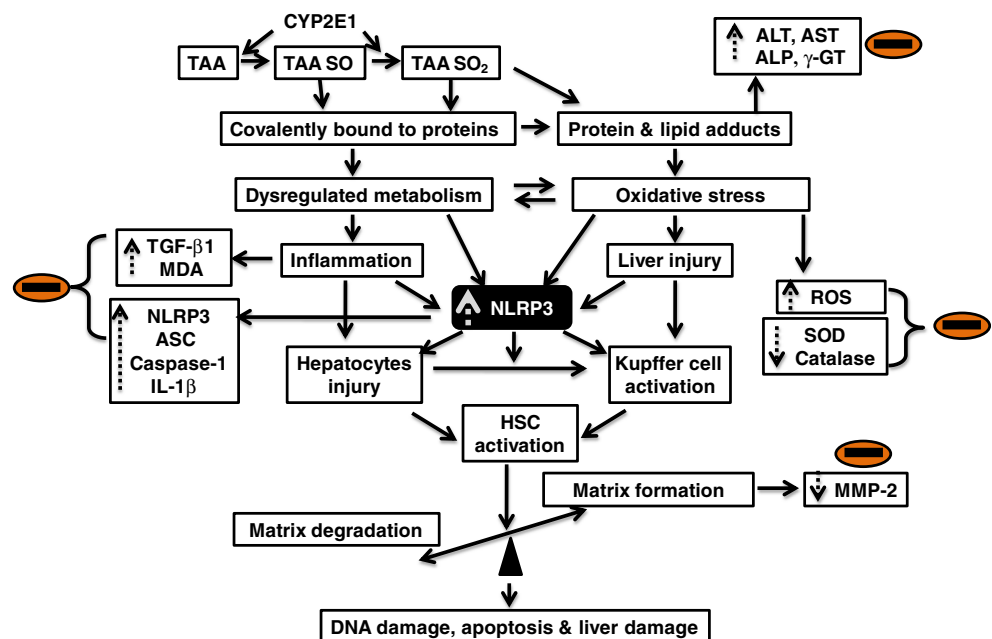 CYP2E1
TAA
TAA SO
TAA SO₂
ALT, AST
ALP, γ-GT
Covalently bound to proteins
Protein & lipid adducts
Dysregulated metabolism
Oxidative stress
TGF-β1
MDA
Inflammation
Liver injury
NLRP3
ROS
NLRP3
ASC
Caspase-1
IL-1β
SOD
Catalase
Hepatocytes
injury
Kupffer cell
activation
HSC
activation
Matrix formation
MMP-2
Matrix degradation
DNA damage, apoptosis & liver damage